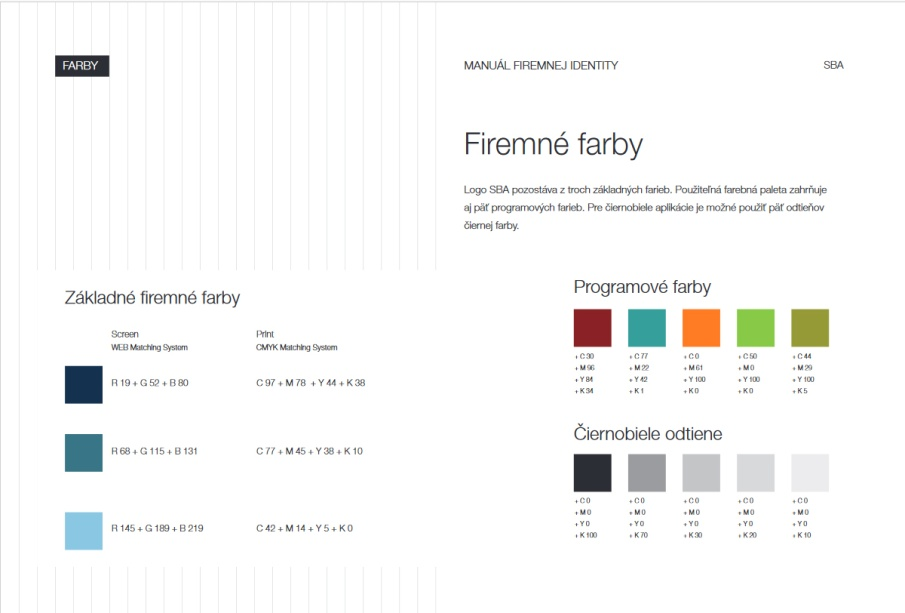 FARBY
MANUÁL FIREMNEJ IDENTITY
SBA
Firemné farby
Logo SBA pozostáva z troch základných farieb. Použiteľná farebná paleta zahrňuje
aj päť programových farieb. Pre čiernobiele aplikácie je možné použiť päť odtieňov
čiernej farby.
Základné firemné farby
Screen
WEB Matching System
Print
CMYK Matching System
R 19 + G 52 + B 80
C 97 + M 78 + Y 44 + K 38
R 68 + G 115 + B 131
C 77 + M 45 + Y 38 + K 10
R 145 + G 189 + B 219
C 42 + M 14 + Y 5 + K 0
Programové farby
+ C 30
+ M 96
+ Y 84
+ K 34
+ C 77
+ M 22
+ Y 42
+ K 1
+ C 0
+ M 61
+ Y 100
+ K 0
+ C 50
+ M 0
+ Y 100
+ K 0
+ C 44
+ M 29
+ Y 100
+ K 5
Čiernobiele odtiene
+ C 0
+ M 0
+ Y 0
+ K 100
+ C 0
+ M 0
+ Y 0
+ K 70
+ C 0
+ M 0
+ Y 0
+ K 30
+ C 0
+ M 0
+ Y 0
+ K 20
+ C 0
+ M 0
+ Y 0
+ K 10